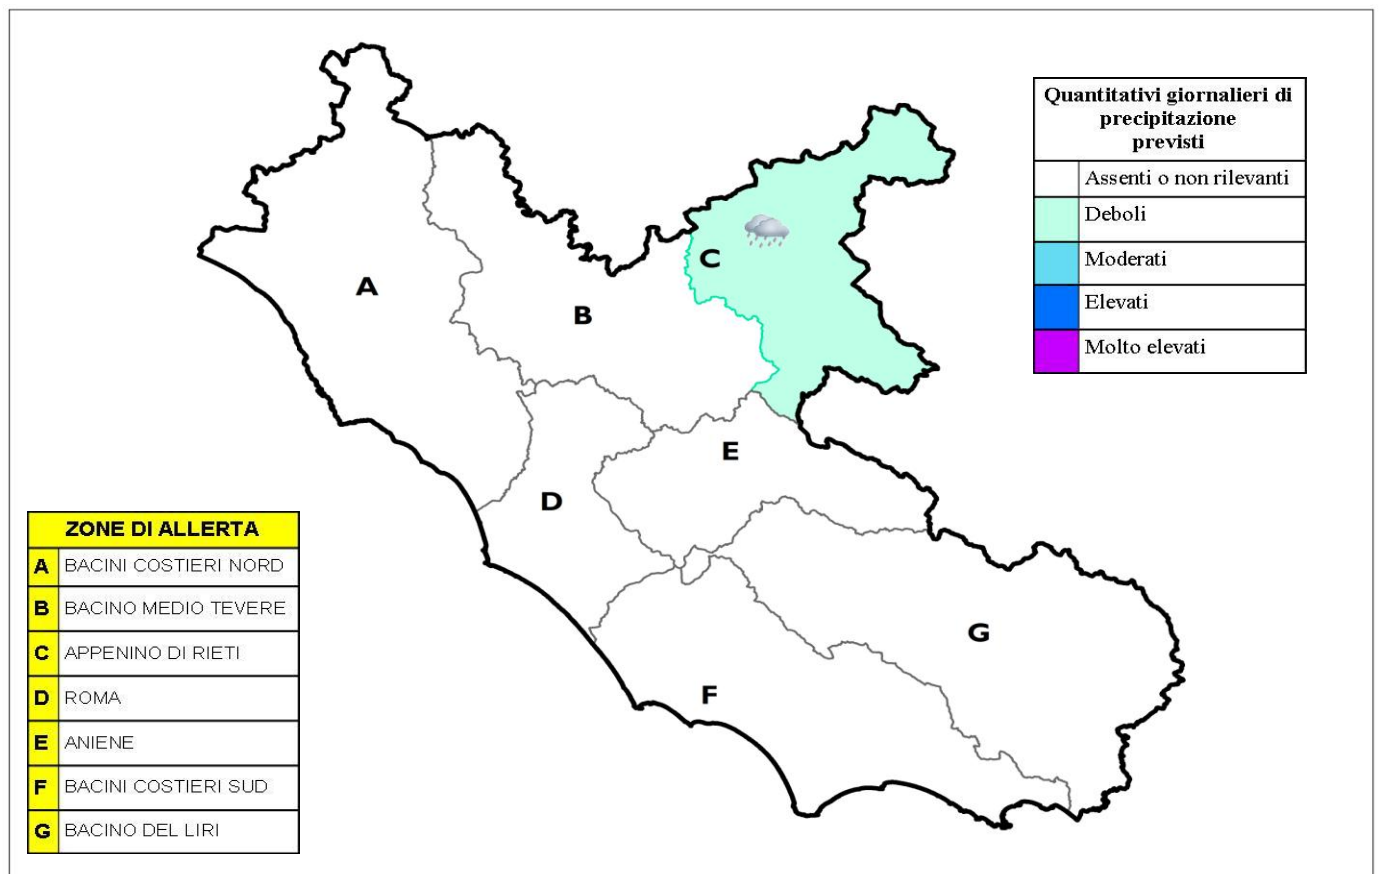 Quantitativi giornalieri di
precipitazione
previsti
Assenti o non rilevanti
Deboli
Moderati
Elevati
Molto elevati
A
B
C
D
E
F
G
ZONE DI ALLERTA
A BACINI COSTIERI NORD
B BACINO MEDIO TEVERE
C APPENINO DI RIETI
D ROMA
E ANIENE
F BACINI COSTIERI SUD
G BACINO DEL LIRI